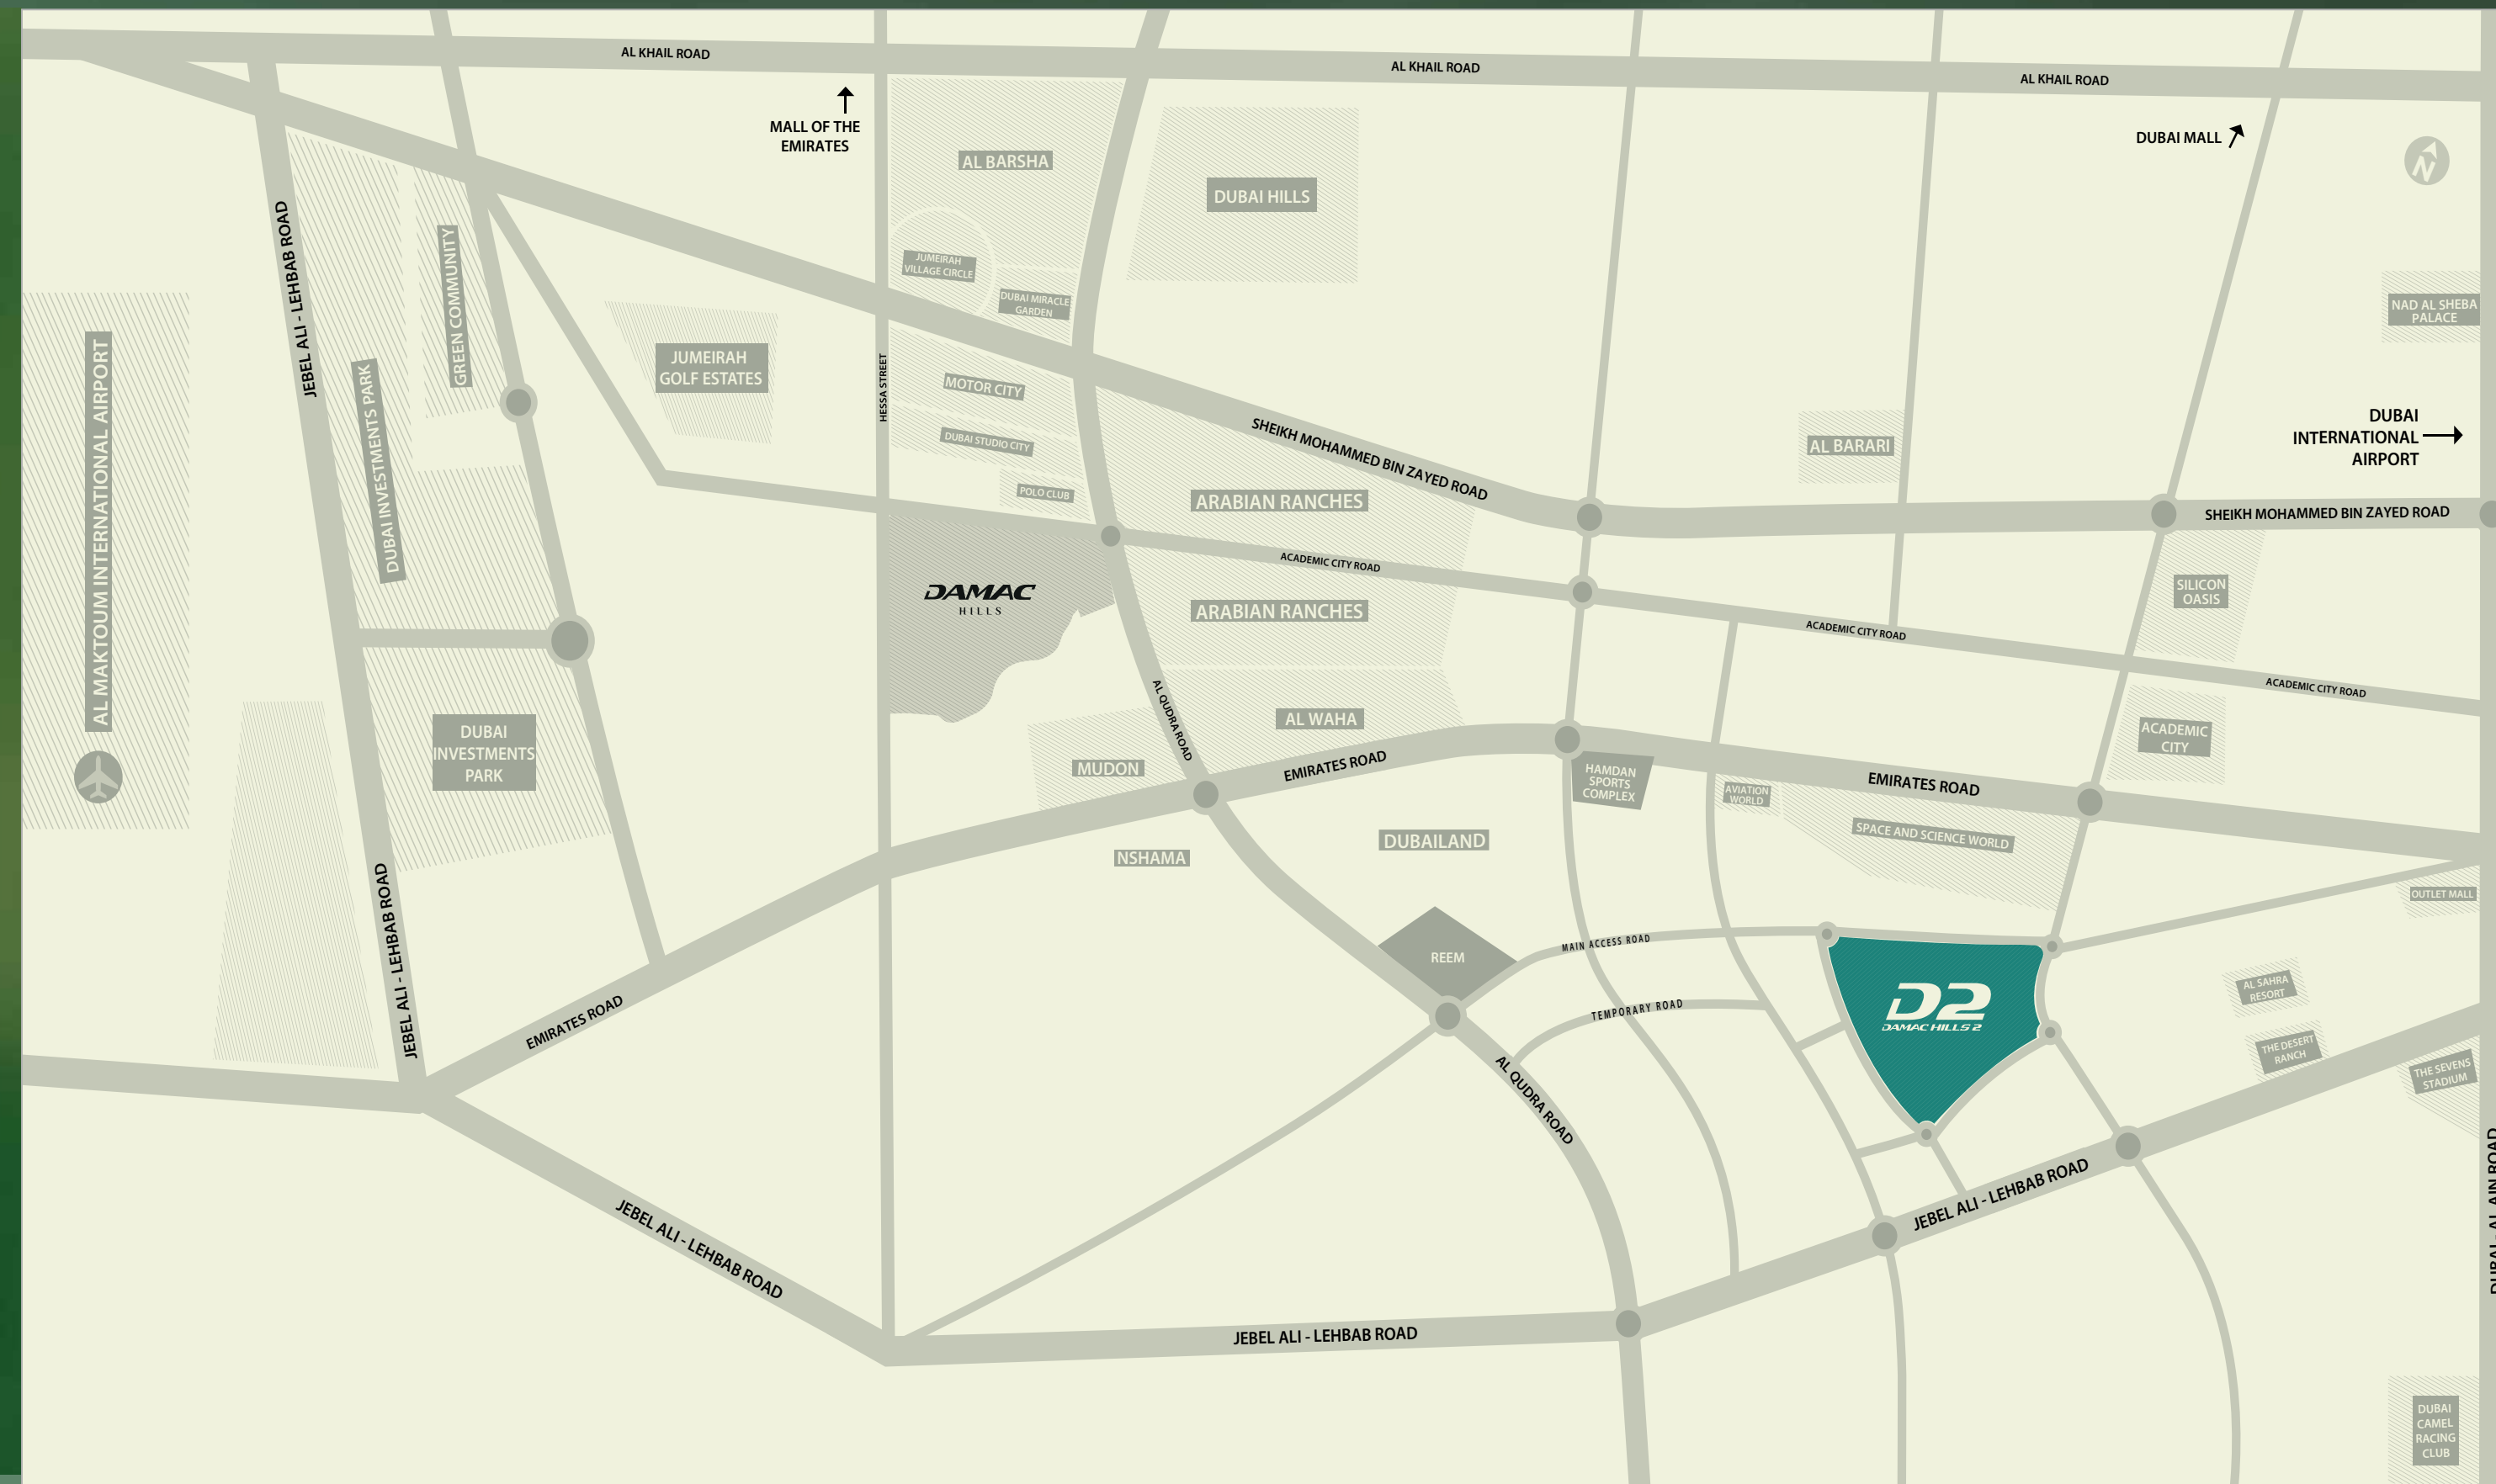 AL KHAIL ROAD
AL KHAIL ROAD
AL KHAIL ROAD
MALL OF THE
EMIRATES
DUBAI MALL
N
AL BARSHA
DUBAI HILLS
JUMEIRAH
VILLAGE CIRCLE
DUBAI MIRACLE
GARDEN
NAD AL SHEBA
PALACE
JEBEL ALI - LEHBAB ROAD
GREEN COMMUNITY
JUMEIRAH
GOLF ESTATES
HESSA STREET
MOTOR CITY
DUBAI STUDIO CITY
POLO CLUB
SHEIKH MOHAMMED BIN ZAYED ROAD
AL BARARI
DUBAI
INTERNATIONAL
AIRPORT
AL MAKTOUM INTERNATIONAL AIRPORT
DUBAI INVESTMENTS PARK
ARABIAN RANCHES
SHEIKH MOHAMMED BIN ZAYED ROAD
ACADEMIC CITY ROAD
DAMAC
HILLS
ARABIAN RANCHES
SILICON
OASIS
ACADEMIC CITY ROAD
ACADEMIC CITY ROAD
AL QUDRA ROAD
AL WAHA
DUBAI
INVESTMENTS
PARK
MUDON
EMIRATES ROAD
HAMDAN
SPORTS
COMPLEX
AVIATION
WORLD
EMIRATES ROAD
ACADEMIC
CITY
SPACE AND SCIENCE WORLD
NSHAMA
DUBAILAND
OUTLET MALL
JEBEL ALI - LEHBAB ROAD
REEM
MAIN ACCESS ROAD
TEMPORARY ROAD
D2
DAMAC HILLS 2
AL SAHRA
RESORT
THE DESERT
RANCH
THE SEVENS
STADIUM
EMIRATES ROAD
AL QUDRA ROAD
JEBEL ALI - LEHBAB ROAD
JEBEL ALI - LEHBAB ROAD
JEBEL ALI - LEHBAB ROAD
DUBAI - AL AIN ROAD
DUBAI
CAMEL
RACING
CLUB